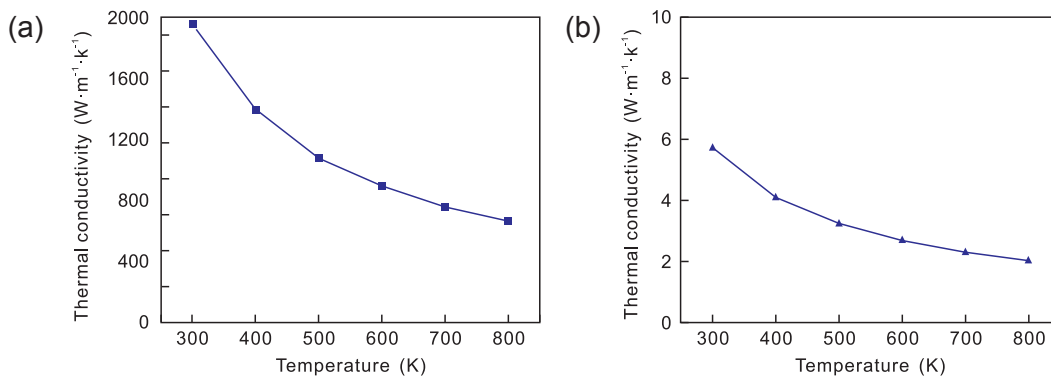 (a)
Thermal conductivity (W·m⁻¹·k⁻¹)
2000
1600
1200
800
400
0
300 400 500 600 700 800
Temperature (K)
(b)
Thermal conductivity (W·m⁻¹·k⁻¹)
10
8
6
4
2
0
300 400 500 600 700 800
Temperature (K)